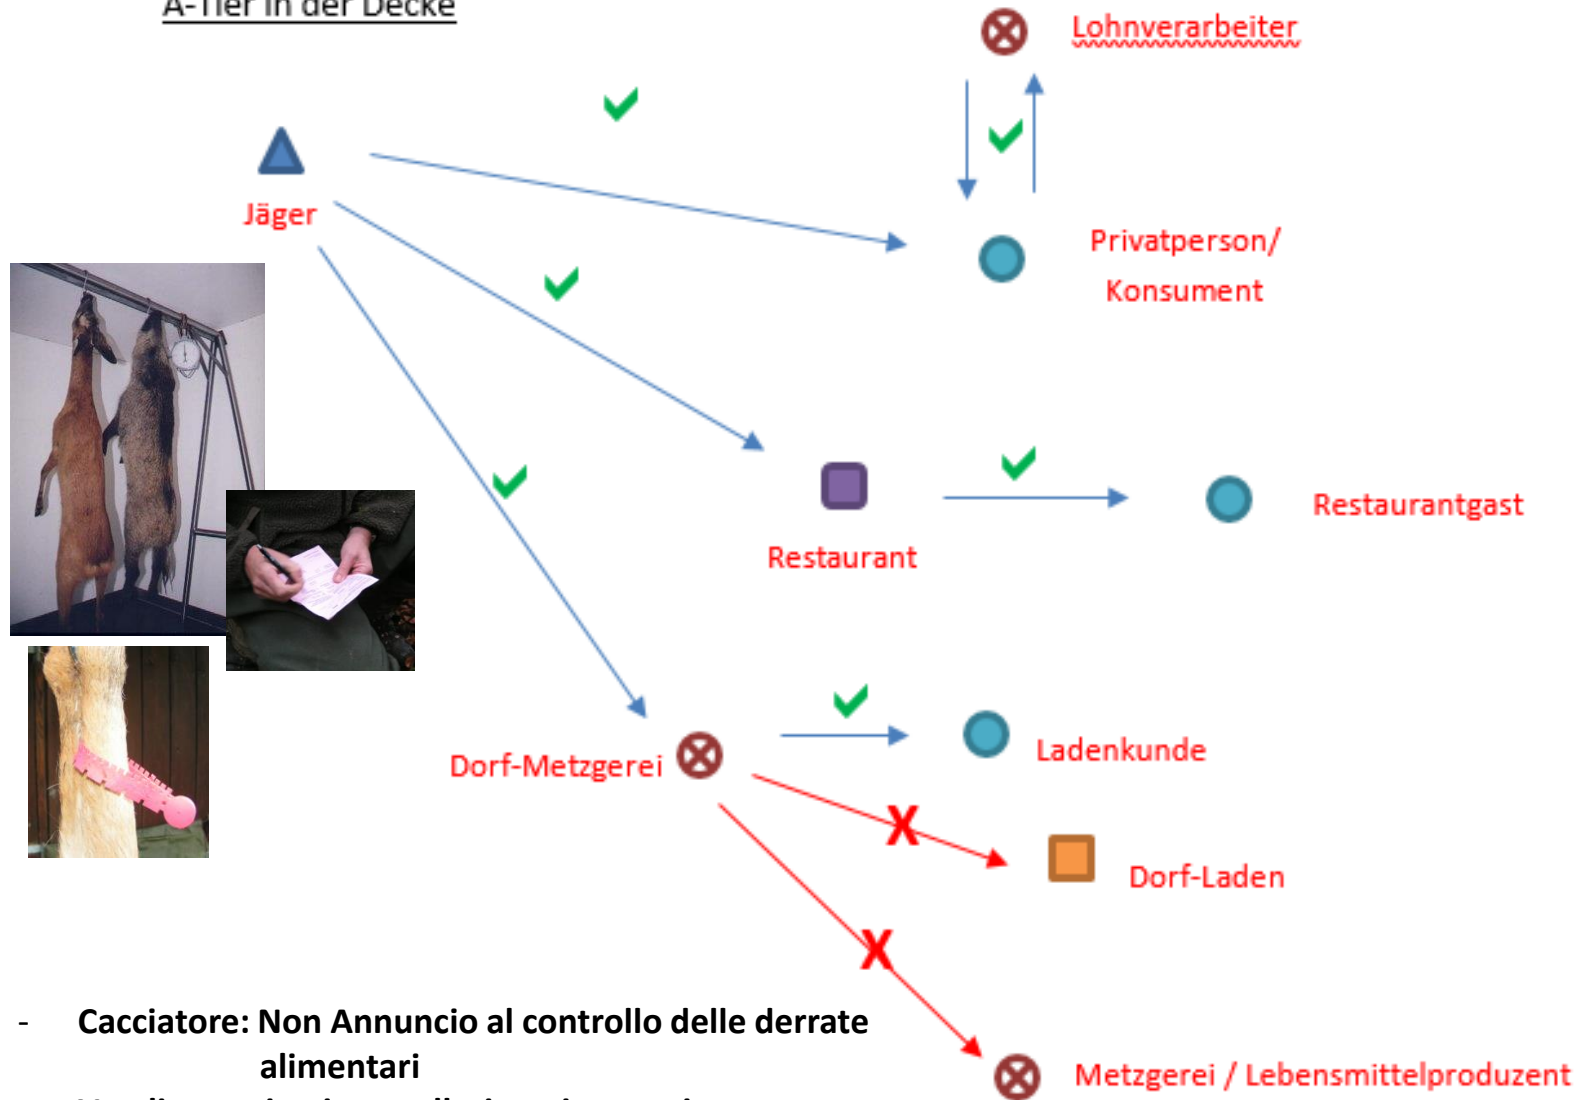 A-Tier in der Decke
Lohnverarbeiter
Jäger
Privatperson/
Konsument
Restaurantgast
Restaurant
Dorf-Metzgerei
Ladenkunde
Dorf-Laden
Metzgerei / Lebensmittelproduzent
- Cacciatore: Non Annuncio al controllo delle derrate
alimentari